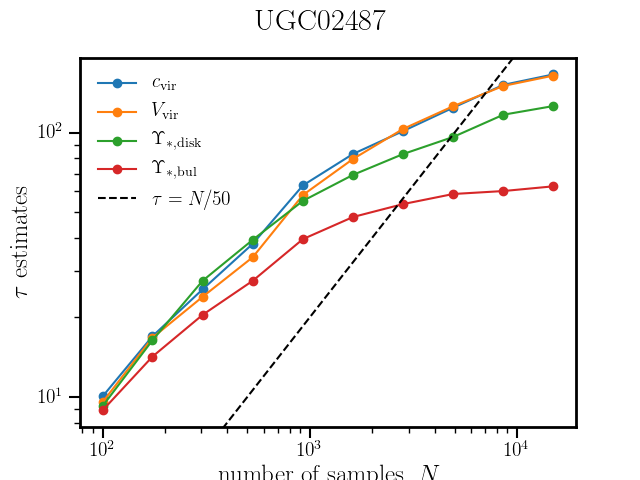 UGC02487
c_vir
V_vir
Υ_*,disk
Υ_*,bul
τ = N/50
τ estimates
10^2
10^1
10^2
10^3
10^4
number of samples, N